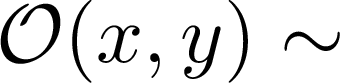 𝒪(x, y) ∼